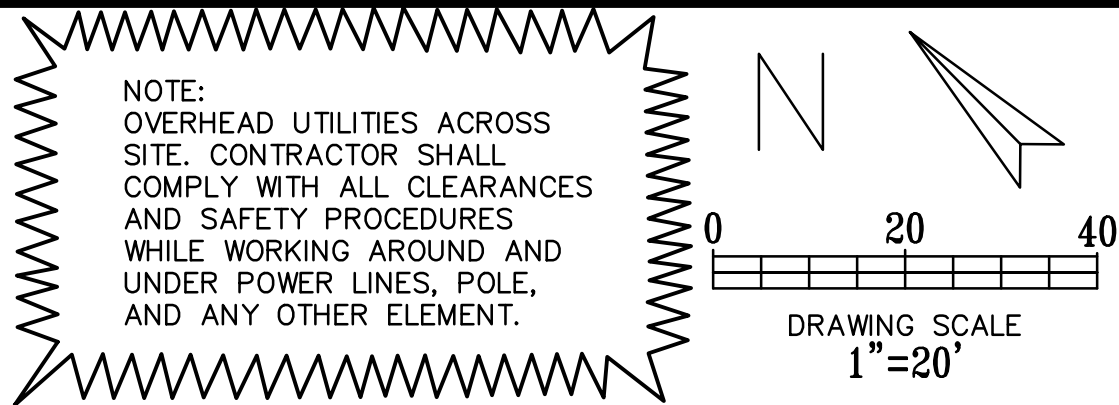 NOTE:
OVERHEAD UTILITIES ACROSS
SITE. CONTRACTOR SHALL
COMPLY WITH ALL CLEARANCES
AND SAFETY PROCEDURES
WHILE WORKING AROUND AND
UNDER POWER LINES, POLE,
AND ANY OTHER ELEMENT.
N
0 20 40
DRAWING SCALE
1"=20'